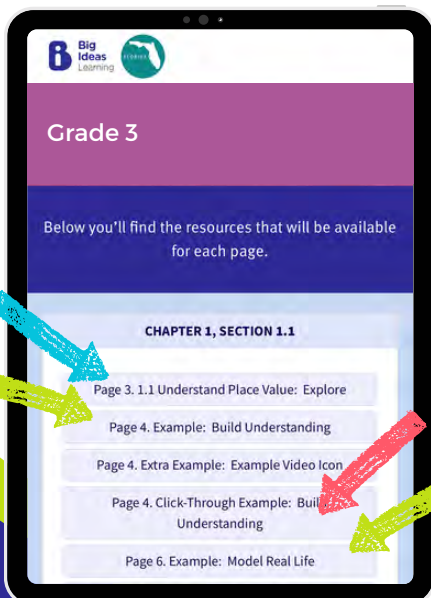 Big
Ideas
Learning
FLORIDA
Grade 3
Below you'll find the resources that will be available
for each page.
CHAPTER 1, SECTION 1.1
Page 3. 1.1 Understand Place Value: Explore
Page 4. Example: Build Understanding
Page 4. Extra Example: Example Video Icon
Page 4. Click-Through Example: Build
Understanding
Page 6. Example: Model Real Life